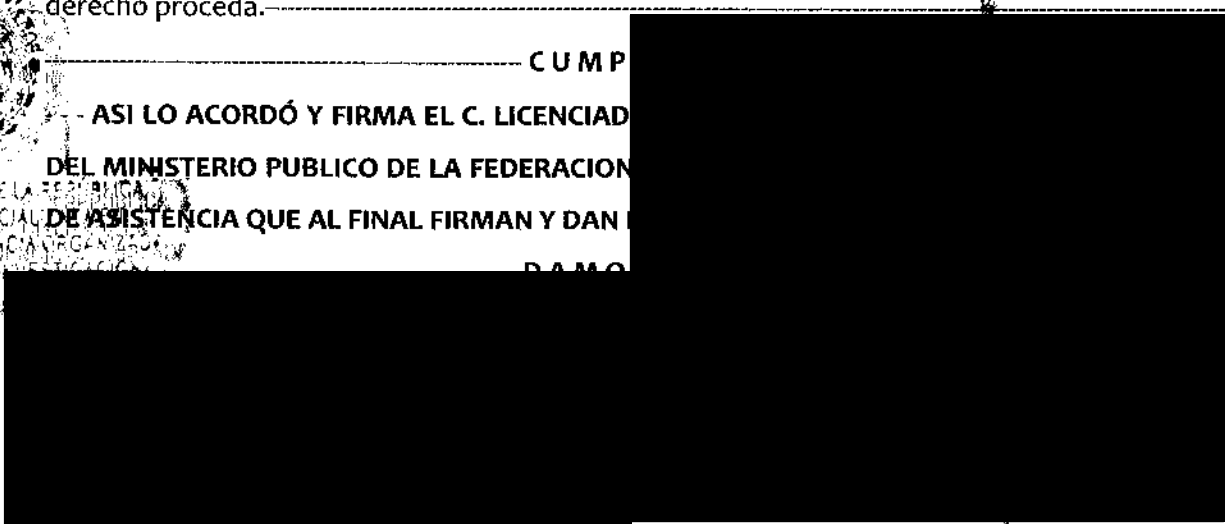 derecho proceda.
C U M P
ASI LO ACORDÓ Y FIRMA EL C. LICENCIAD
DEL MINISTERIO PUBLICO DE LA FEDERACION
DE ASISTENCIA QUE AL FINAL FIRMAN Y DAN
D A M O